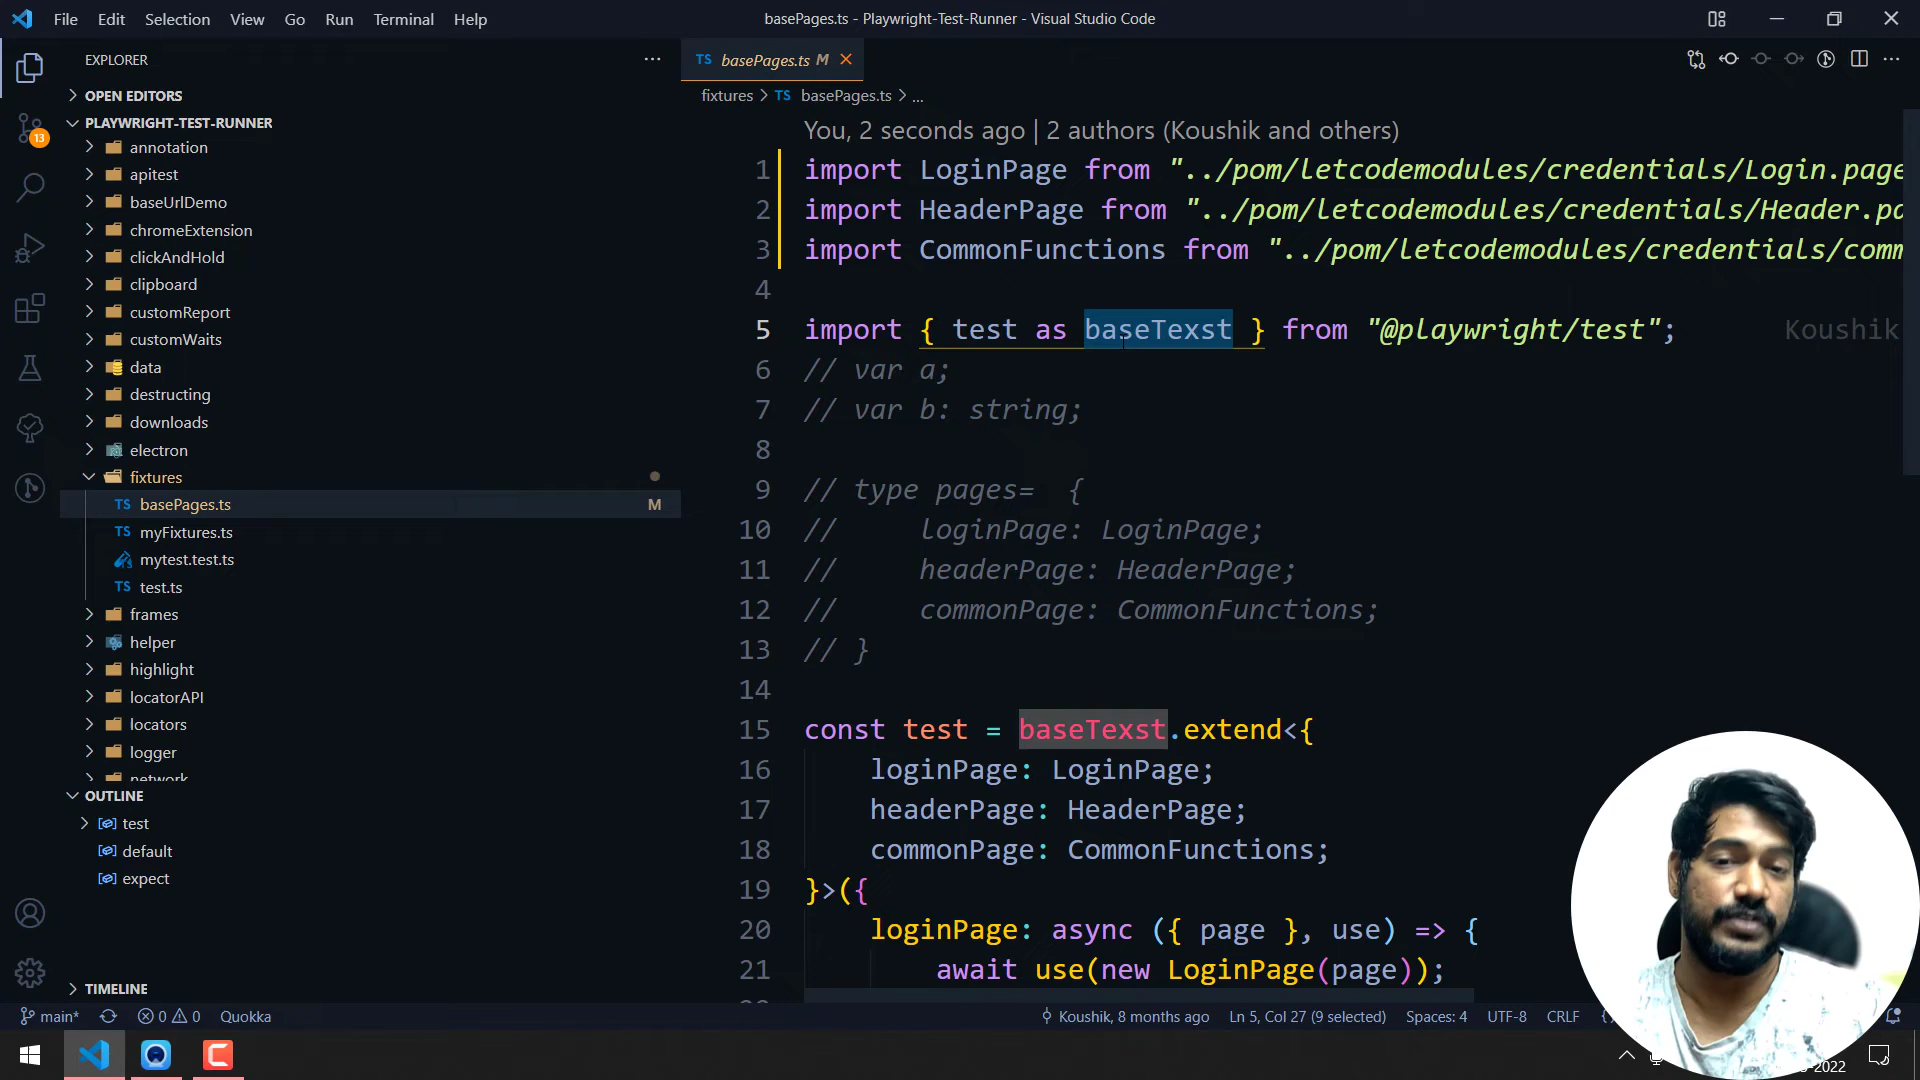 File Edit Selection View Go Run Terminal Help
basePages.ts - Playwright-Test-Runner - Visual Studio Code
EXPLORER
OPEN EDITORS
PLAYWRIGHT-TEST-RUNNER
annotation
apitest
baseUrlDemo
chromeExtension
clickAndHold
clipboard
customReport
customWaits
data
destructing
downloads
electron
fixtures
TS basePages.ts M
TS myFixtures.ts
mytest.test.ts
TS test.ts
frames
helper
highlight
locatorAPI
locators
logger
network
OUTLINE
test
default
expect
TIMELINE
13
TS basePages.ts M
fixtures > TS basePages.ts > ...
You, 2 seconds ago | 2 authors (Koushik and others)
1 import LoginPage from "../pom/letcodemodules/credentials/Login.page
2 import HeaderPage from "../pom/letcodemodules/credentials/Header.pa
3 import CommonFunctions from "../pom/letcodemodules/credentials/comm
4
5 import { test as baseTexst } from "@playwright/test"; Koushik
6 // var a;
7 // var b: string;
8
9 // type pages= {
10 // loginPage: LoginPage;
11 // headerPage: HeaderPage;
12 // commonPage: CommonFunctions;
13 // }
14
15 const test = baseTexst.extend<{
16 loginPage: LoginPage;
17 headerPage: HeaderPage;
18 commonPage: CommonFunctions;
19 }>({
20 loginPage: async ({ page }, use) => {
21 await use(new LoginPage(page));
main* 0 0 Quokka
Koushik, 8 months ago Ln 5, Col 27 (9 selected) Spaces: 4 UTF-8 CRLF {
-2022